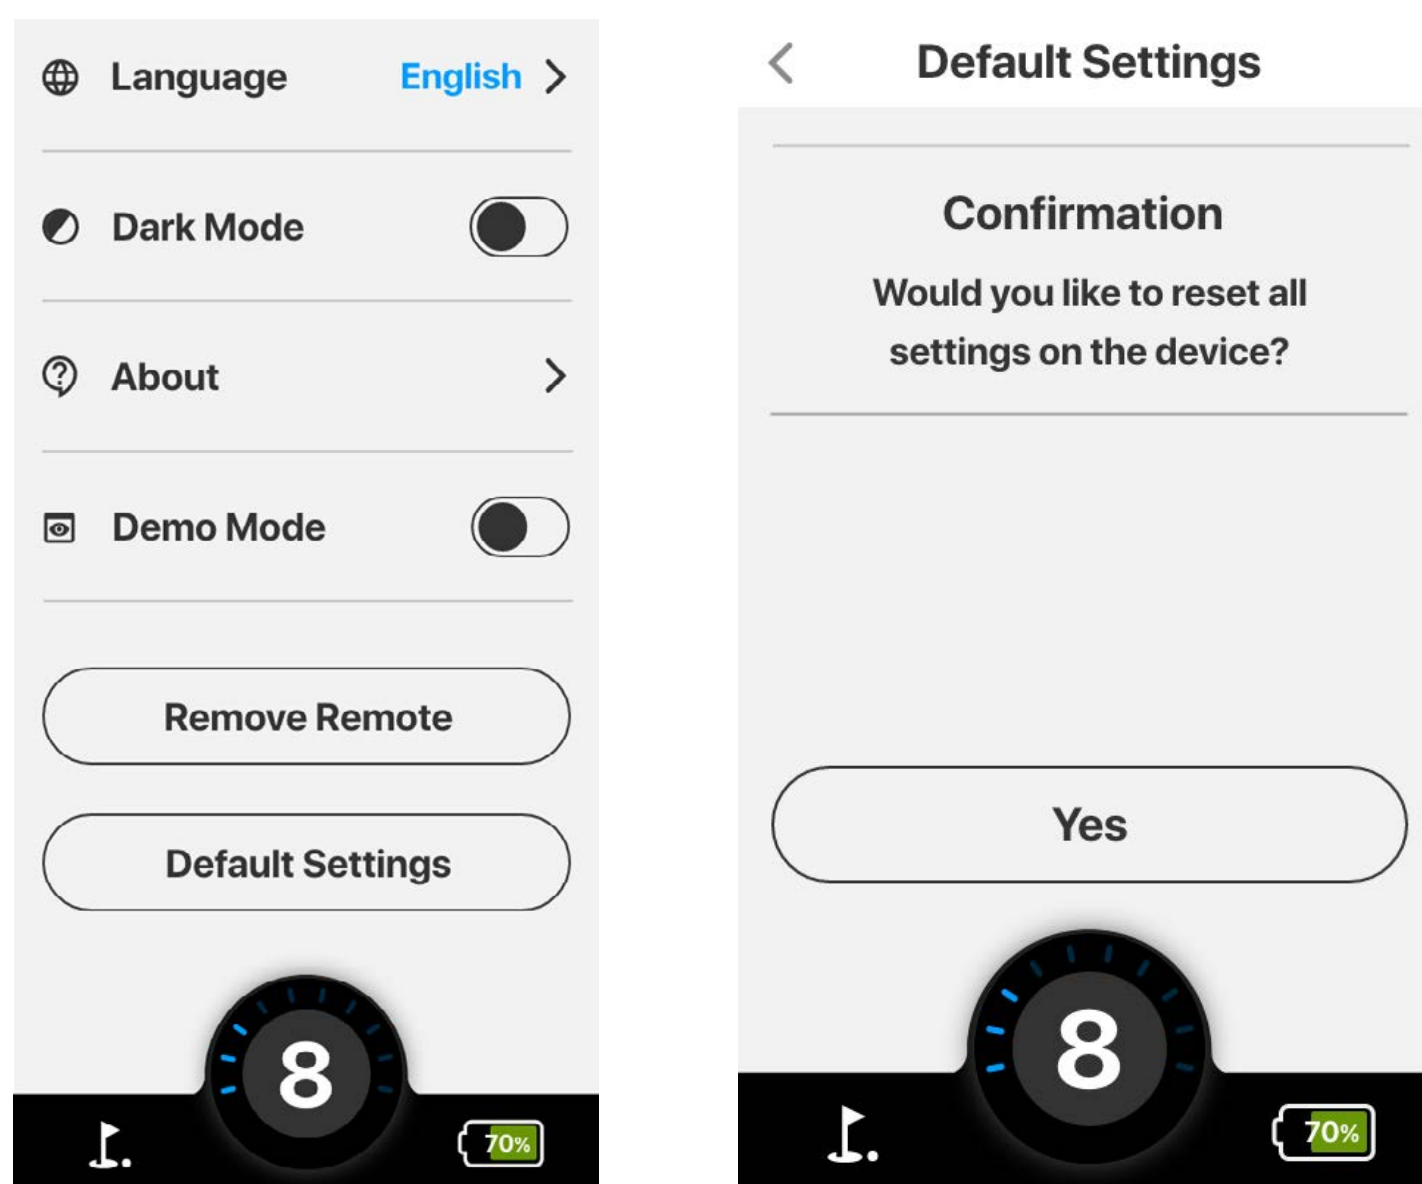 Language English
Dark Mode
About
Demo Mode
Remove Remote
Default Settings
8
70%
Default Settings
Confirmation
Would you like to reset all
settings on the device?
Yes
8
70%